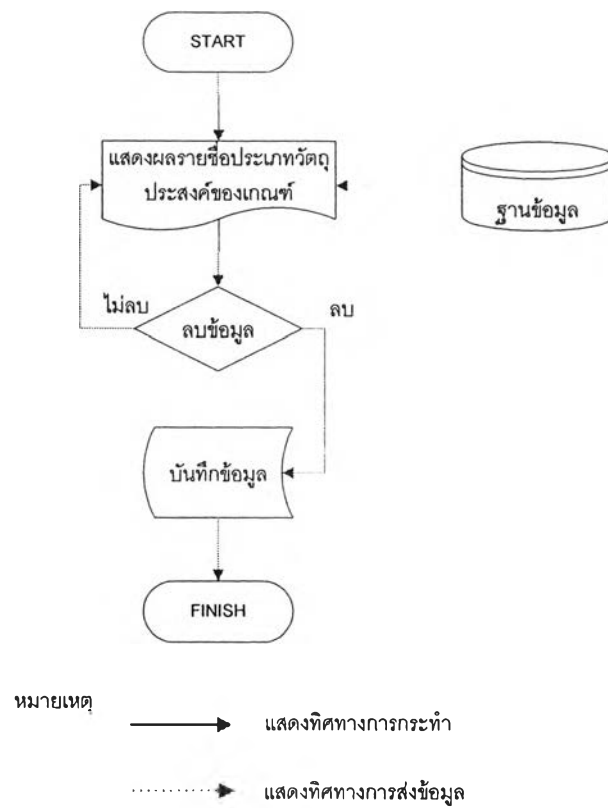 START
แสดงผลรายชื่อประเภทวัตถุ
ประสงค์ของเกณฑ์
ฐานข้อมูล
ไม่ลบ
ลบ
ลบข้อมูล
บันทึกข้อมูล
FINISH
หมายเหตุ
แสดงทิศทางการกระทำ
แสดงทิศทางการส่งข้อมูล